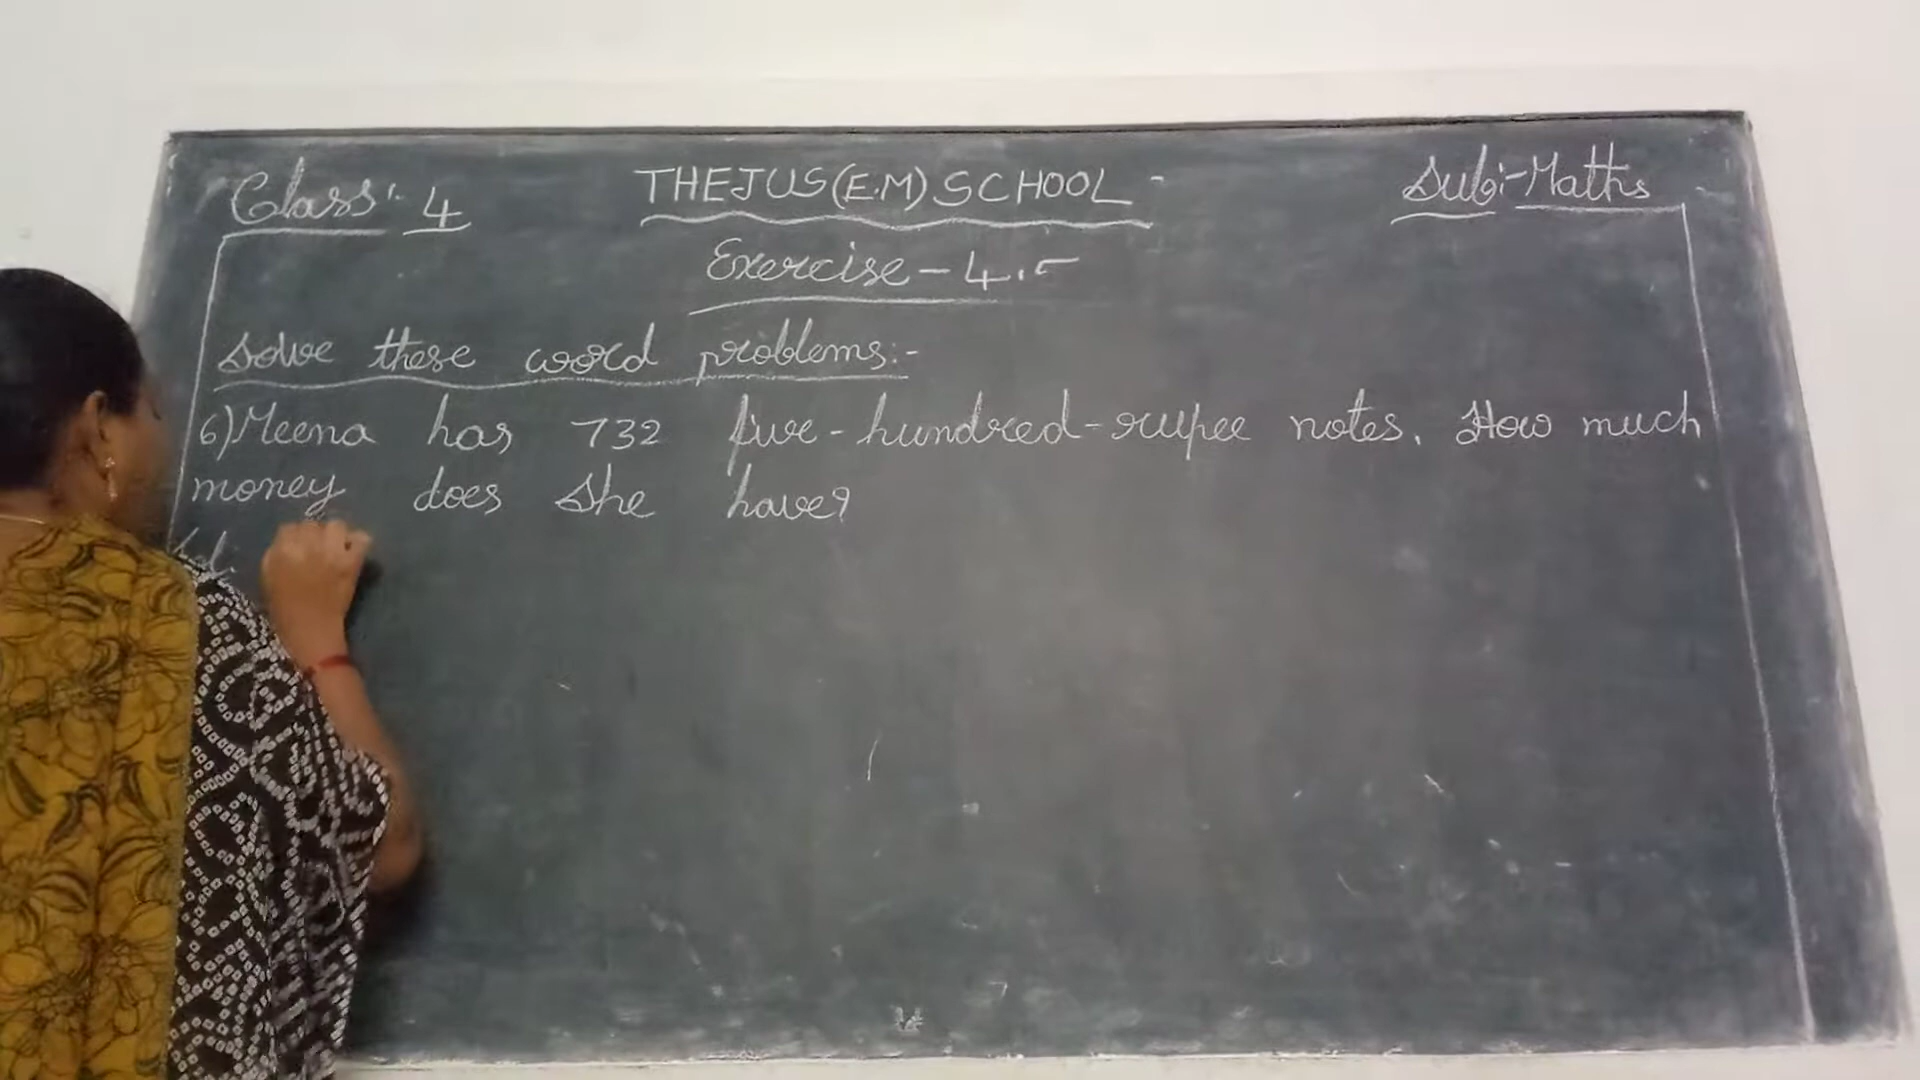 Class:- 4 THEJUS(E.M) SCHOOL Sub:-Maths
Exercise-4.5
Solve these word problems:-
6)Meena has 732 five-hundred-rupee notes. How much
money does she have?
Sol: